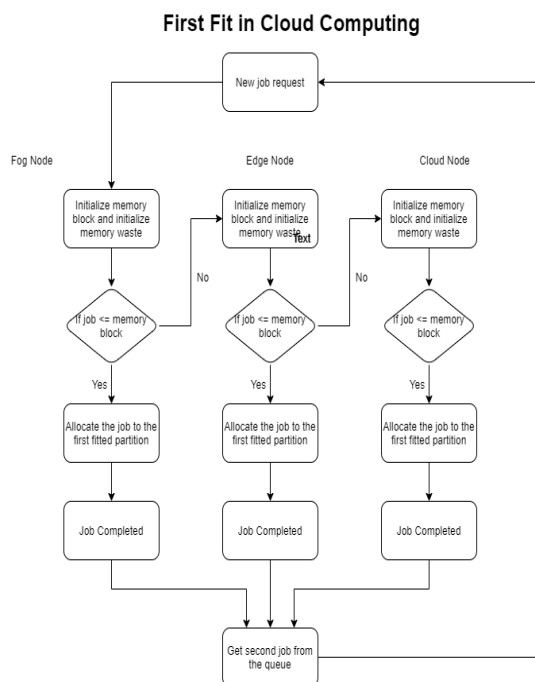 First Fit in Cloud Computing
New job request
Fog Node
Edge Node
Cloud Node
Initialize memory
block and initialize
memory waste
Initialize memory
block and initialize
memory waste
Text
Initialize memory
block and initialize
memory waste
No
No
If job <= memory
block
If job <= memory
block
If job <= memory
block
Yes
Yes
Yes
Allocate the job to the
first fitted partition
Allocate the job to the
first fitted partition
Allocate the job to the
first fitted partition
Job Completed
Job Completed
Job Completed
Get second job from
the queue